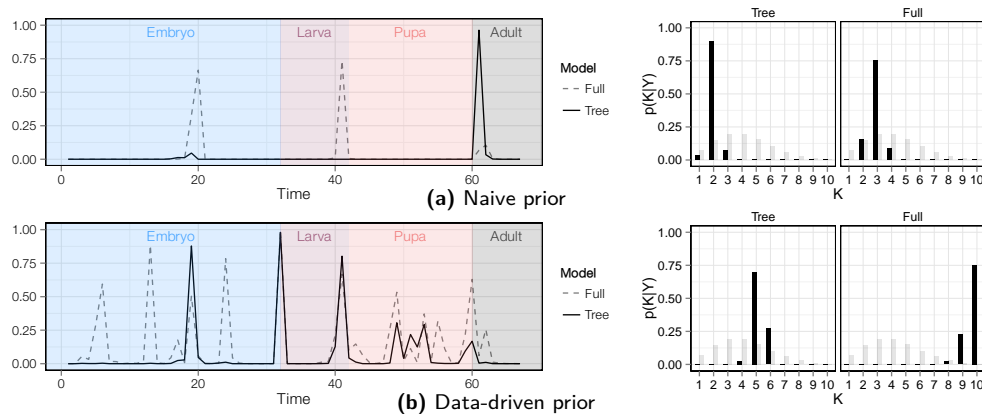 1.00
0.75
0.50
0.25
0.00
Embryo Larva Pupa Adult
Model
Full
Tree
0 20 40 60
Time
Tree Full
p(K|Y)
1.00
0.75
0.50
0.25
0.00
1 2 3 4 5 6 7 8 9 10 1 2 3 4 5 6 7 8 9 10
K
(a) Naive prior
1.00
0.75
0.50
0.25
0.00
Embryo Larva Pupa Adult
Model
Full
Tree
0 20 40 60
Time
Tree Full
p(K|Y)
1.00
0.75
0.50
0.25
0.00
1 2 3 4 5 6 7 8 9 10 1 2 3 4 5 6 7 8 9 10
K
(b) Data-driven prior